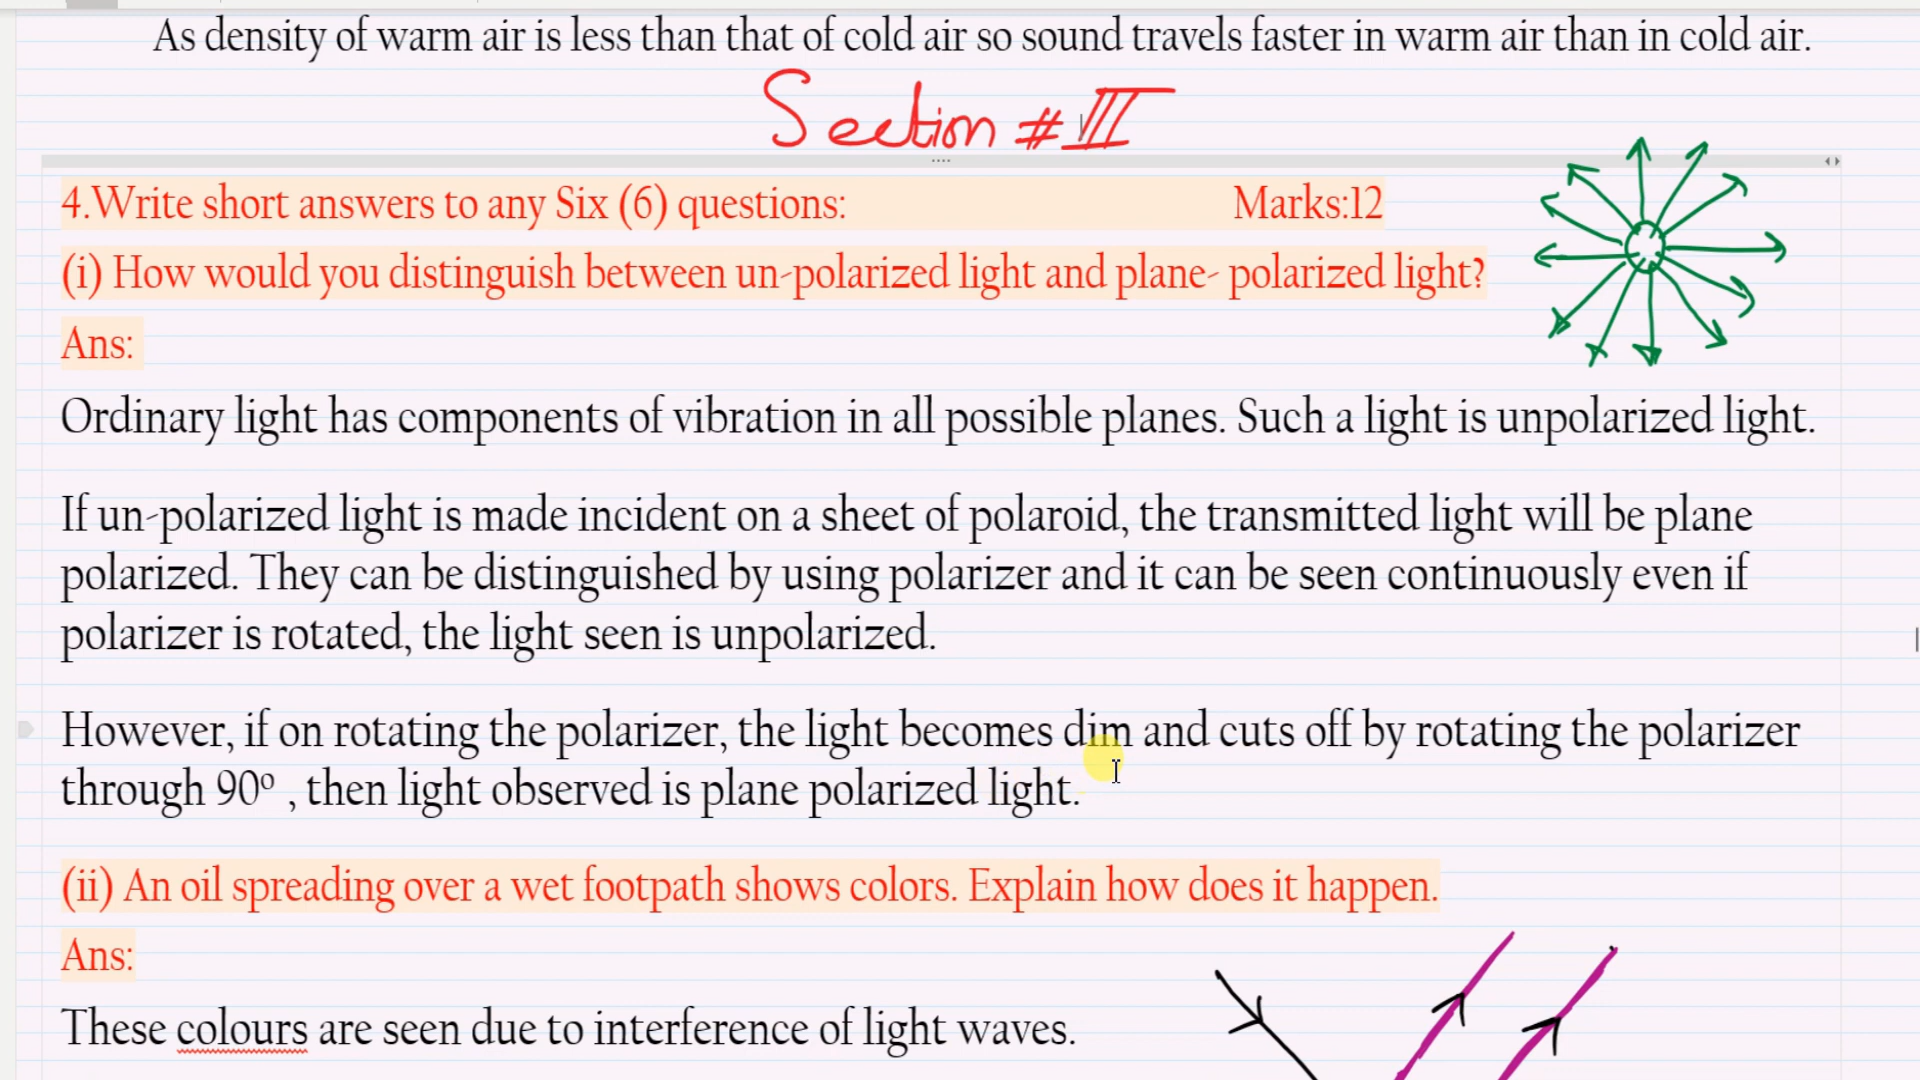 As density of warm air is less than that of cold air so sound travels faster in warm air than in cold air.
Section # III
4.Write short answers to any Six (6) questions: Marks:12
(i) How would you distinguish between un-polarized light and plane- polarized light?
Ans:
Ordinary light has components of vibration in all possible planes. Such a light is unpolarized light.
If un-polarized light is made incident on a sheet of polaroid, the transmitted light will be plane
polarized. They can be distinguished by using polarizer and it can be seen continuously even if
polarizer is rotated, the light seen is unpolarized.
However, if on rotating the polarizer, the light becomes dim and cuts off by rotating the polarizer
through 90º , then light observed is plane polarized light.
(ii) An oil spreading over a wet footpath shows colors. Explain how does it happen.
Ans:
These colours are seen due to interference of light waves.